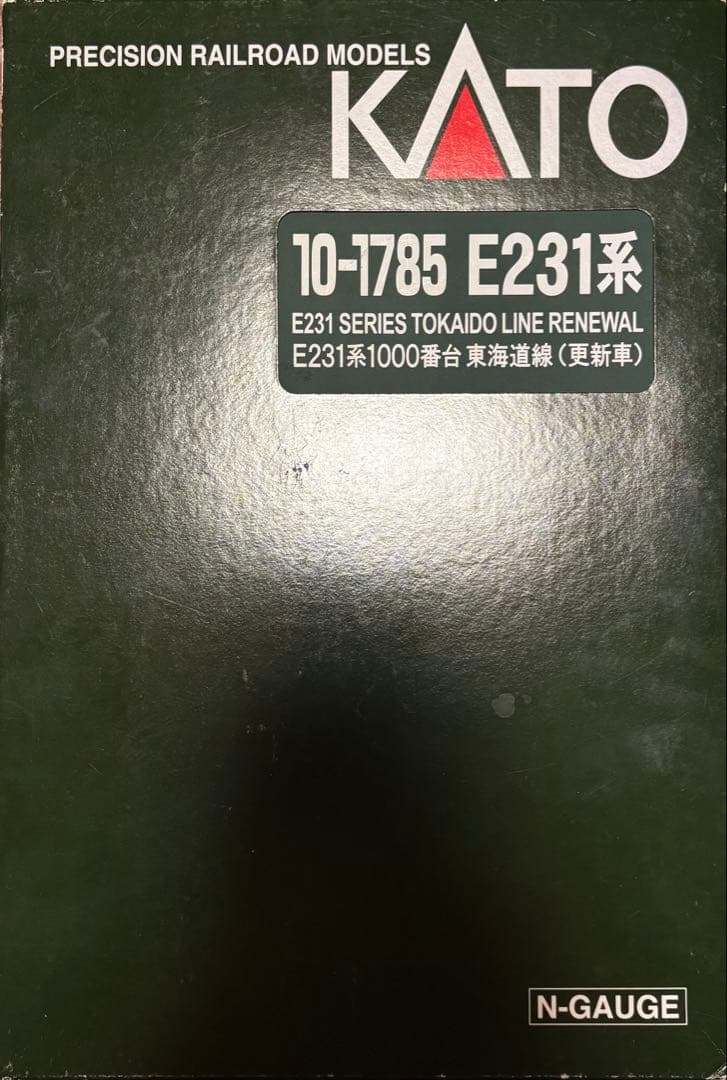 PRECISION RAILROAD MODELS
KATO
10-1785 E231系
E231 SERIES TOKAIDO LINE RENEWAL
E231系1000番台 東海道線（更新車）
N-GAUGE